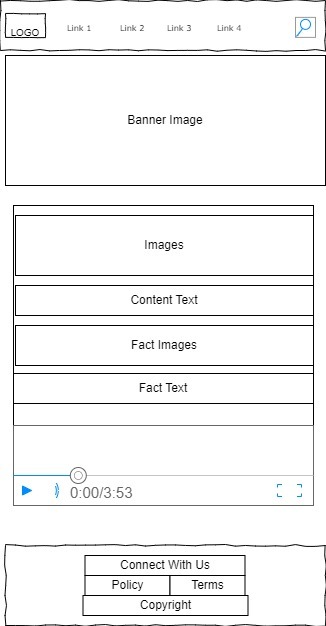 LOGO Link 1 Link 2 Link 3 Link 4
Banner Image
Images
Content Text
Fact Images
Fact Text
0:00/3:53
Connect With Us
Policy Terms
Copyright